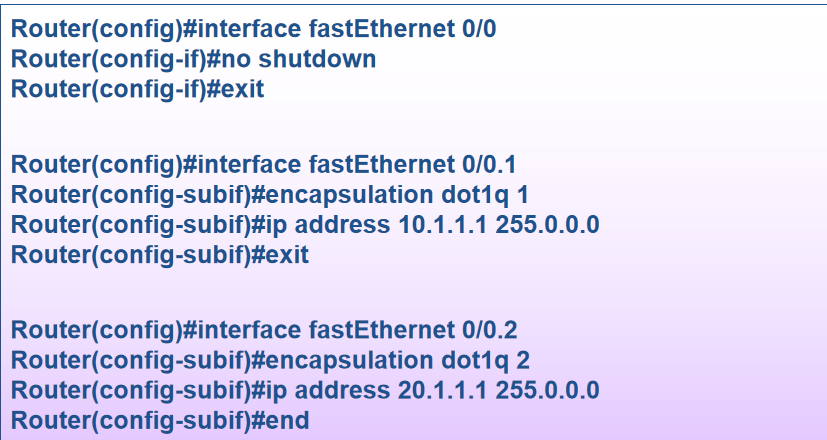 Router(config)#interface fastEthernet 0/0
Router(config-if)#no shutdown
Router(config-if)#exit
Router(config)#interface fastEthernet 0/0.1
Router(config-subif)#encapsulation dot1q 1
Router(config-subif)#ip address 10.1.1.1 255.0.0.0
Router(config-subif)#exit
Router(config)#interface fastEthernet 0/0.2
Router(config-subif)#encapsulation dot1q 2
Router(config-subif)#ip address 20.1.1.1 255.0.0.0
Router(config-subif)#end